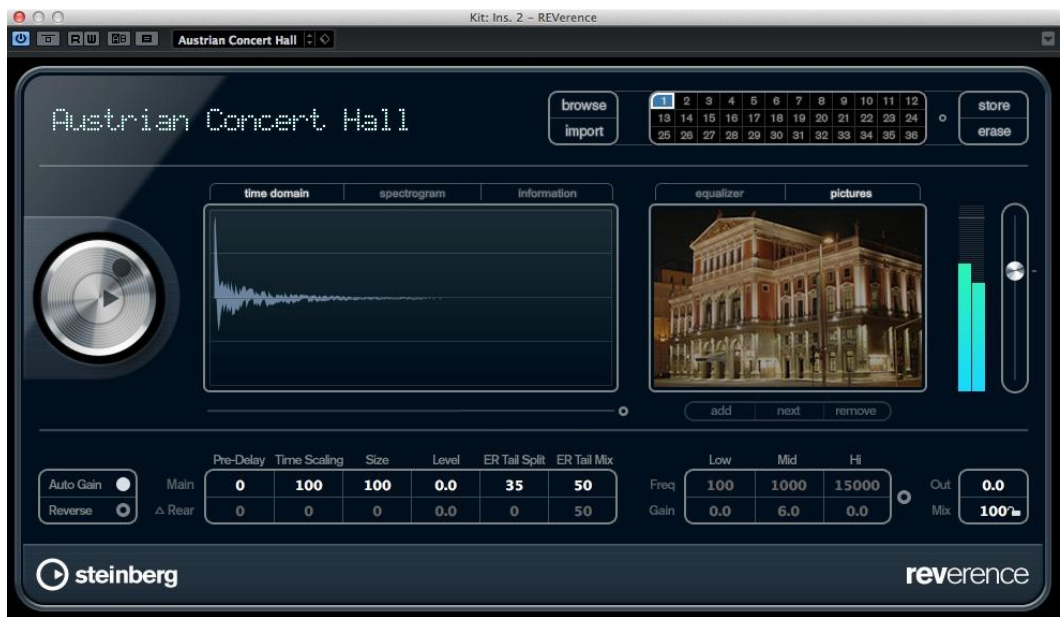 Kit: Ins. 2 – REVerence
R W AB Austrian Concert Hall
Austrian Concert Hall
browse
import
1 2 3 4 5 6 7 8 9 10 11 12
13 14 15 16 17 18 19 20 21 22 23 24
25 26 27 28 29 30 31 32 33 34 35 36
store
erase
time domain spectrogram information
equalizer pictures
add next remove
Pre-Delay Time Scaling Size Level ER Tail Split ER Tail Mix
Low Mid Hi
Auto Gain Main 0 100 100 0.0 35 50 Freq 100 1000 15000 Out 0.0
Reverse △ Rear 0 0 0 0.0 0 50 Gain 0.0 6.0 0.0 Mix 100
steinberg
reverence